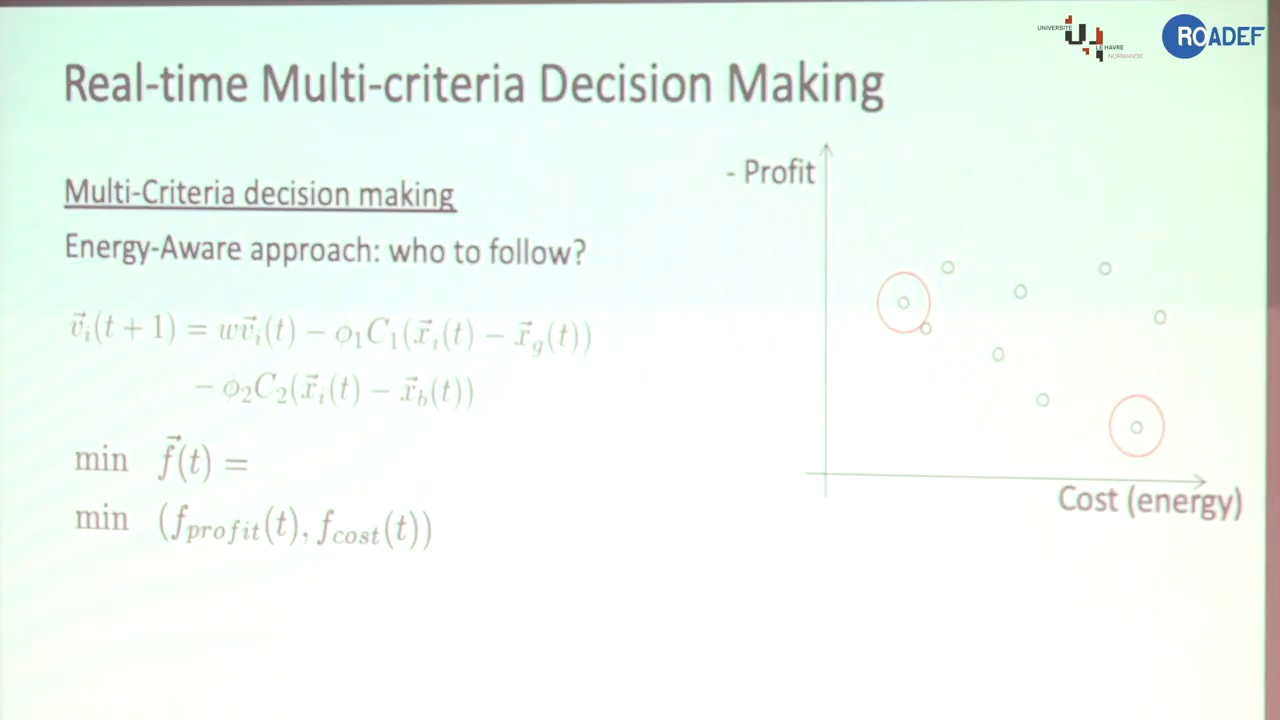 UNIVERSITÉ
LE HAVRE
NORMANDIE
ROADEF
Real-time Multi-criteria Decision Making
- Profit
Multi-Criteria decision making
Energy-Aware approach: who to follow?
v⃗ᵢ(t + 1) = wv⃗ᵢ(t) − ϕ₁C₁(x⃗ᵢ(t) − x⃗_g(t))
− ϕ₂C₂(x⃗ᵢ(t) − x⃗_b(t))
min f⃗(t) =
min (f_profit(t), f_cost(t))
Cost (energy)